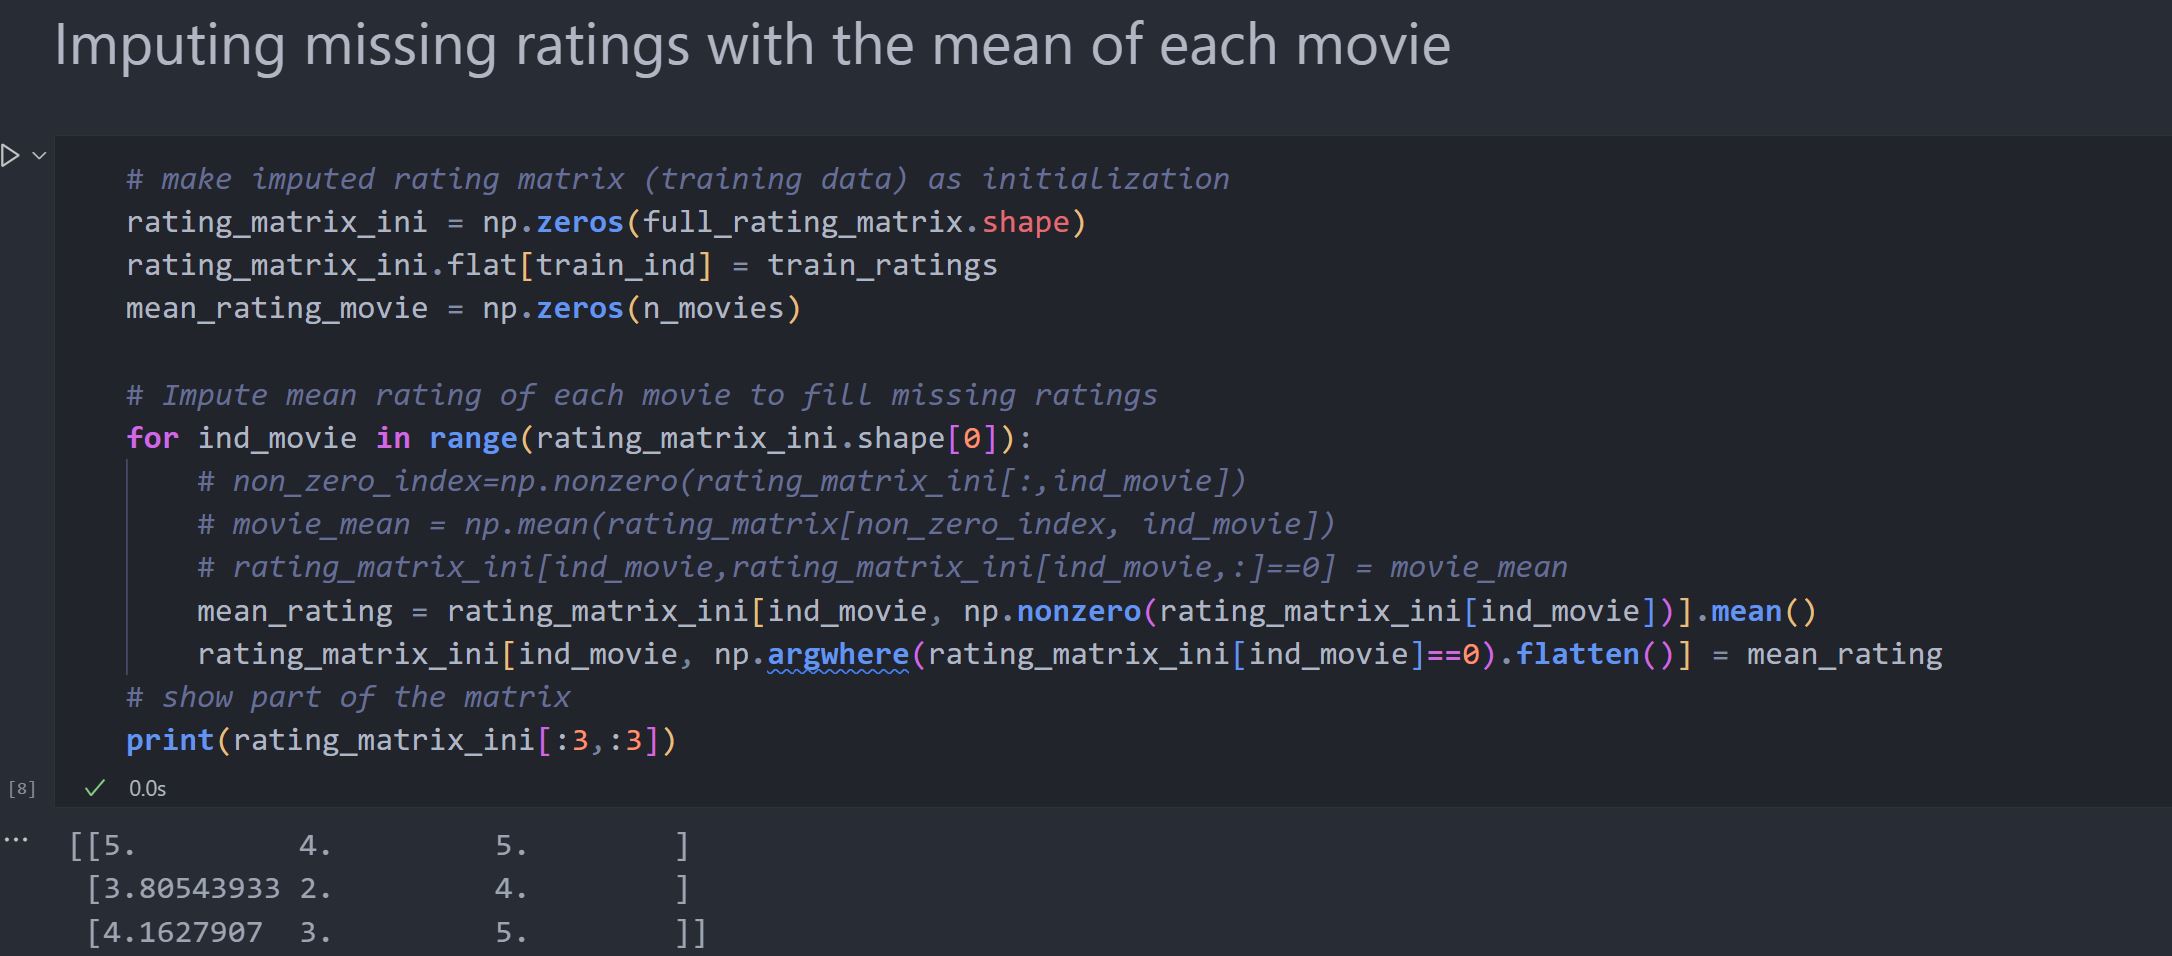 Imputing missing ratings with the mean of each movie
# make imputed rating matrix (training data) as initialization
rating_matrix_ini = np.zeros(full_rating_matrix.shape)
rating_matrix_ini.flat[train_ind] = train_ratings
mean_rating_movie = np.zeros(n_movies)
# Impute mean rating of each movie to fill missing ratings
for ind_movie in range(rating_matrix_ini.shape[0]):
# non_zero_index=np.nonzero(rating_matrix_ini[:,ind_movie])
# movie_mean = np.mean(rating_matrix[non_zero_index, ind_movie])
# rating_matrix_ini[ind_movie,rating_matrix_ini[ind_movie,:]==0] = movie_mean
mean_rating = rating_matrix_ini[ind_movie, np.nonzero(rating_matrix_ini[ind_movie])].mean()
rating_matrix_ini[ind_movie, np.argwhere(rating_matrix_ini[ind_movie]==0).flatten()] = mean_rating
# show part of the matrix
print(rating_matrix_ini[:3,:3])
[8] ✓ 0.0s
... [[5. 4. 5. ]
[3.80543933 2. 4. ]
[4.1627907 3. 5. ]]